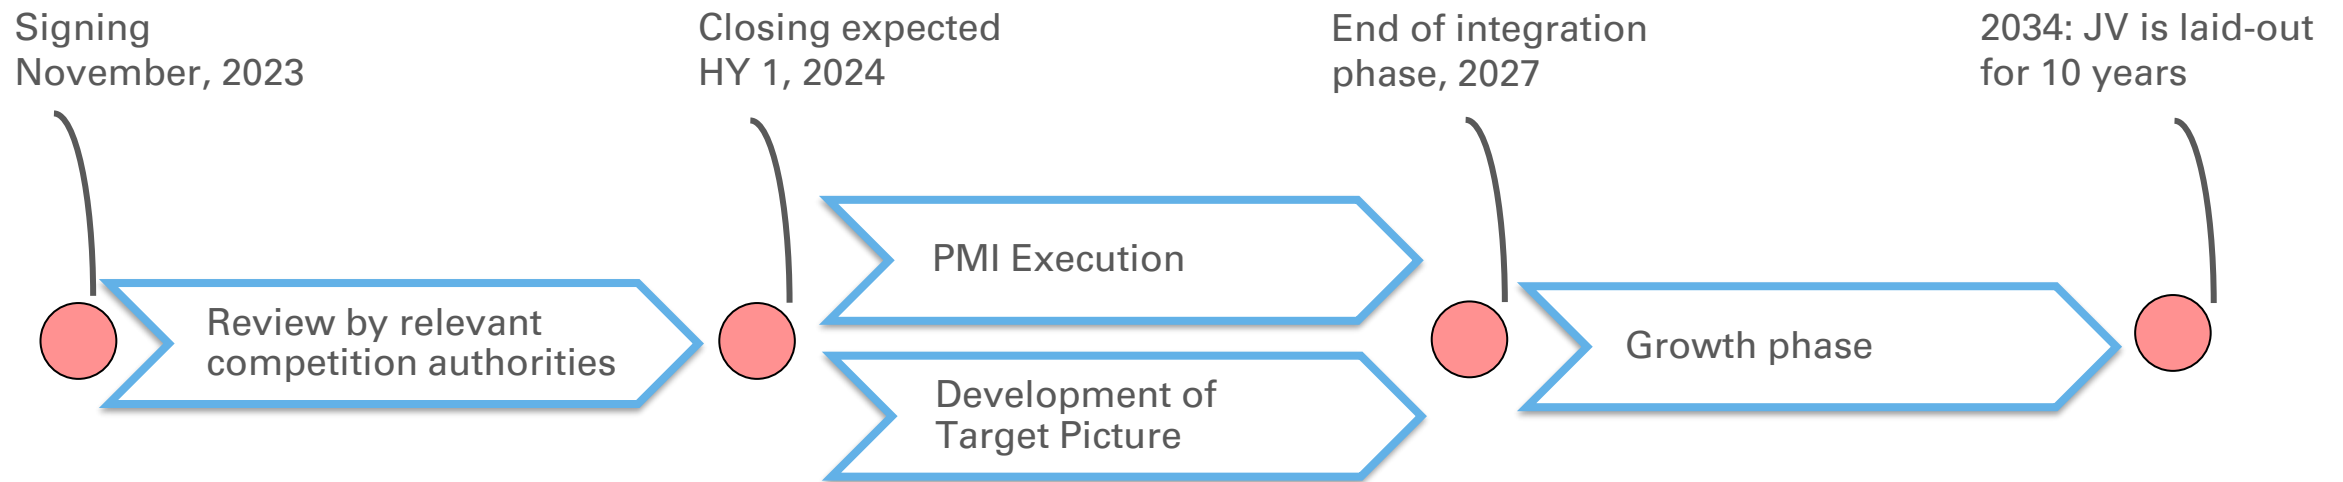 Signing
November, 2023
Closing expected
HY 1, 2024
End of integration
phase, 2027
2034: JV is laid-out
for 10 years
Review by relevant
competition authorities
PMI Execution
Development of
Target Picture
Growth phase